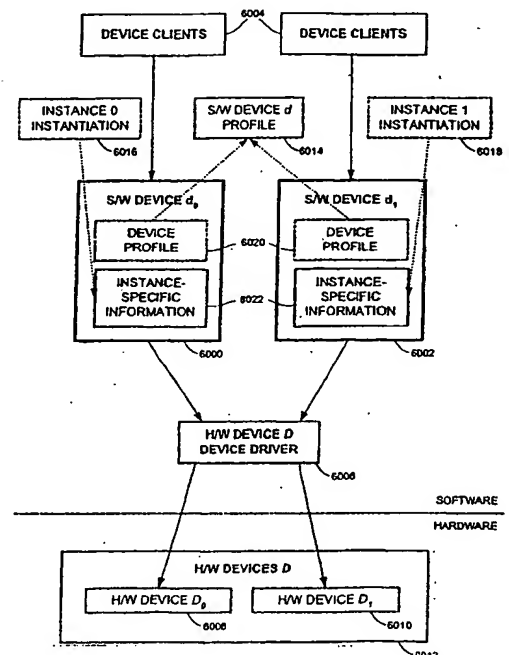 6004
DEVICE CLIENTS
DEVICE CLIENTS
INSTANCE 0
INSTANTIATION
6016
S/W DEVICE d
PROFILE
6014
INSTANCE 1
INSTANTIATION
6018
S/W DEVICE d0
DEVICE
PROFILE
INSTANCE-
SPECIFIC
INFORMATION
6000
6020
6022
S/W DEVICE d1
DEVICE
PROFILE
INSTANCE-
SPECIFIC
INFORMATION
6002
H/W DEVICE D
DEVICE DRIVER
6006
SOFTWARE
HARDWARE
H/W DEVICES D
H/W DEVICE D0
6008
H/W DEVICE D1
6010
6012